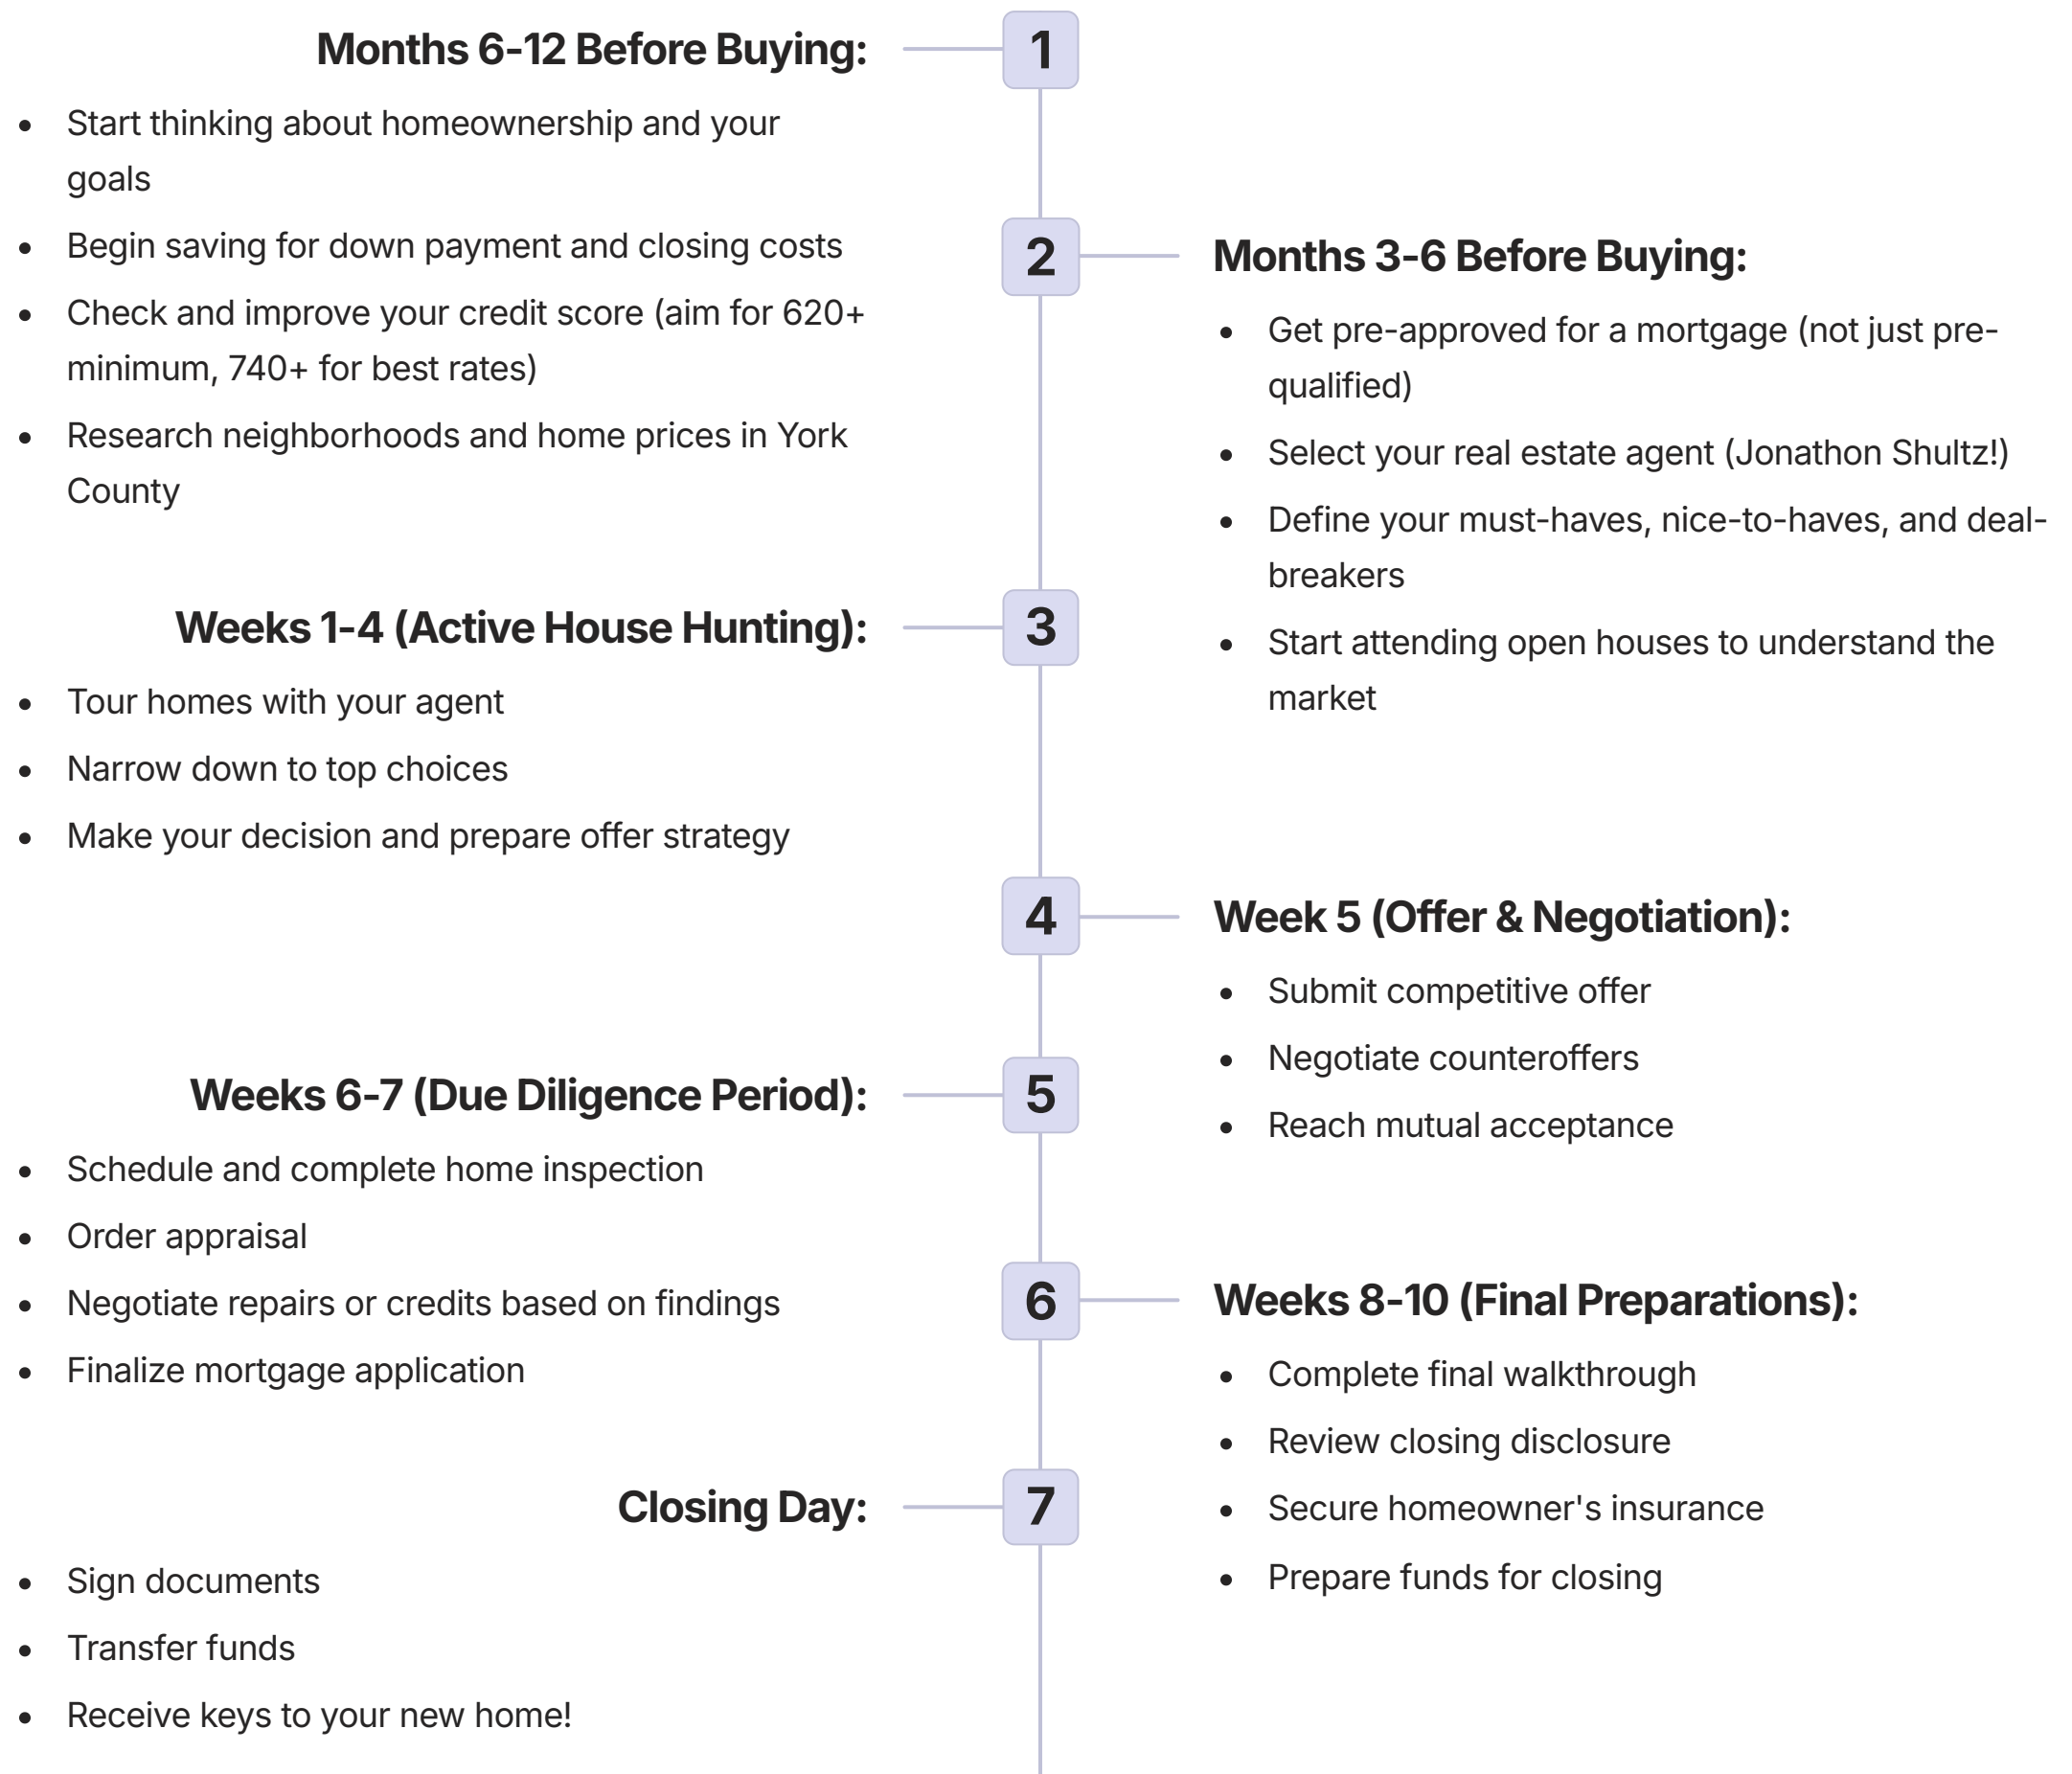 1
Months 6-12 Before Buying:
• Start thinking about homeownership and your
goals
• Begin saving for down payment and closing costs
• Check and improve your credit score (aim for 620+
minimum, 740+ for best rates)
• Research neighborhoods and home prices in York
County
2
Months 3-6 Before Buying:
• Get pre-approved for a mortgage (not just pre-
qualified)
• Select your real estate agent (Jonathon Shultz!)
• Define your must-haves, nice-to-haves, and deal-
breakers
• Start attending open houses to understand the
market
3
Weeks 1-4 (Active House Hunting):
• Tour homes with your agent
• Narrow down to top choices
• Make your decision and prepare offer strategy
4
Week 5 (Offer & Negotiation):
• Submit competitive offer
• Negotiate counteroffers
• Reach mutual acceptance
5
Weeks 6-7 (Due Diligence Period):
• Schedule and complete home inspection
• Order appraisal
• Negotiate repairs or credits based on findings
• Finalize mortgage application
6
Weeks 8-10 (Final Preparations):
• Complete final walkthrough
• Review closing disclosure
• Secure homeowner's insurance
• Prepare funds for closing
7
Closing Day:
• Sign documents
• Transfer funds
• Receive keys to your new home!